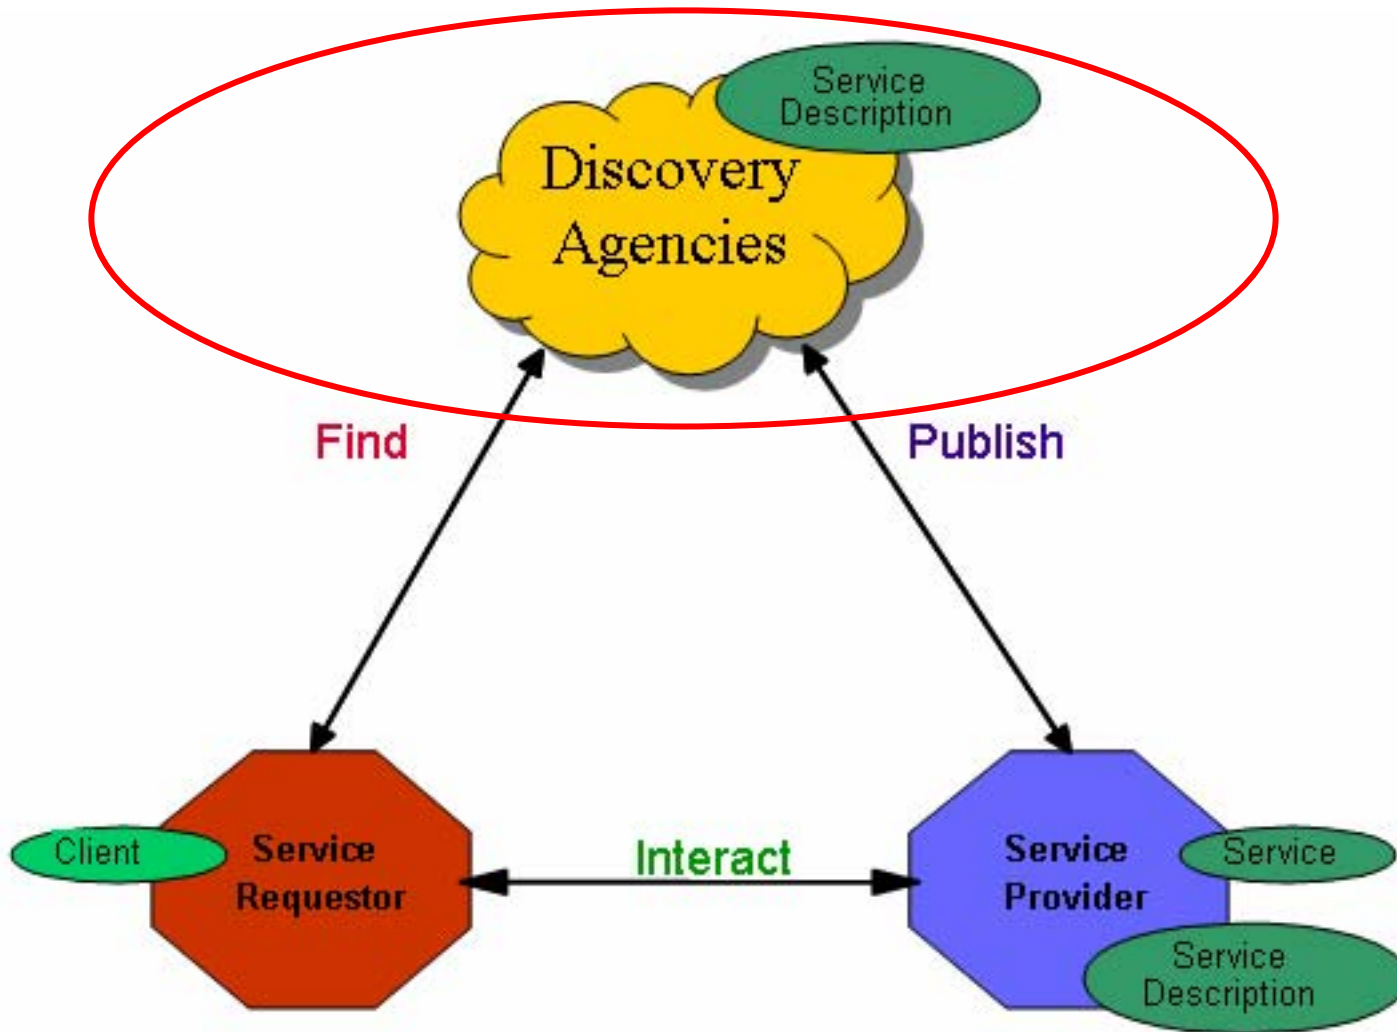 Service
Description
Discovery
Agencies
Find
Publish
Client
Service
Requestor
Interact
Service
Provider
Service
Service
Description